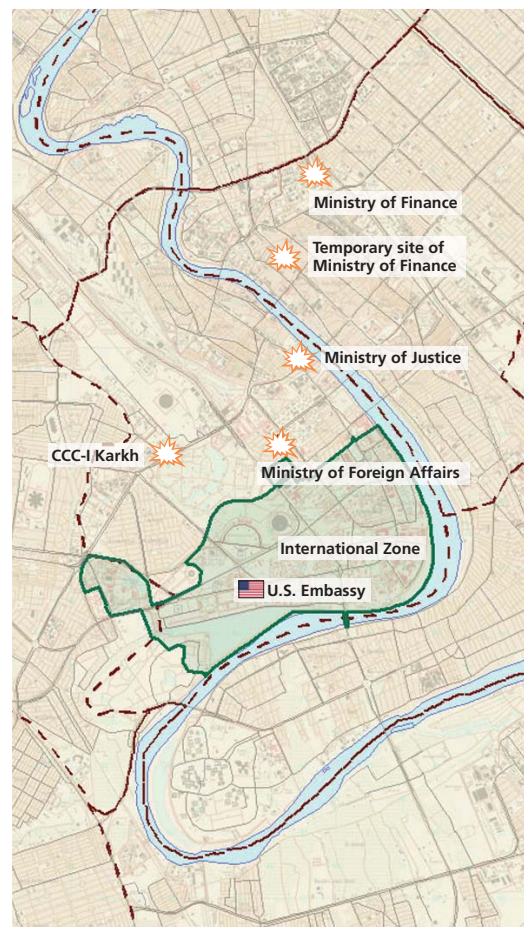 Ministry of Finance
Temporary site of
Ministry of Finance
Ministry of Justice
CCC-I Karkh
Ministry of Foreign Affairs
International Zone
U.S. Embassy